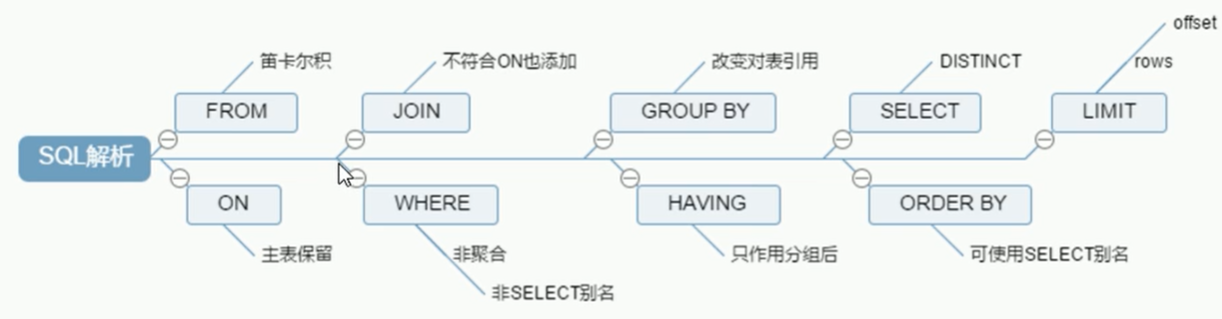 offset
笛卡尔积
不符合ON也添加
改变对表引用
DISTINCT
rows
FROM
JOIN
GROUP BY
SELECT
LIMIT
SQL解析
ON
WHERE
HAVING
ORDER BY
主表保留
非聚合
只作用分组后
可使用SELECT别名
非SELECT别名